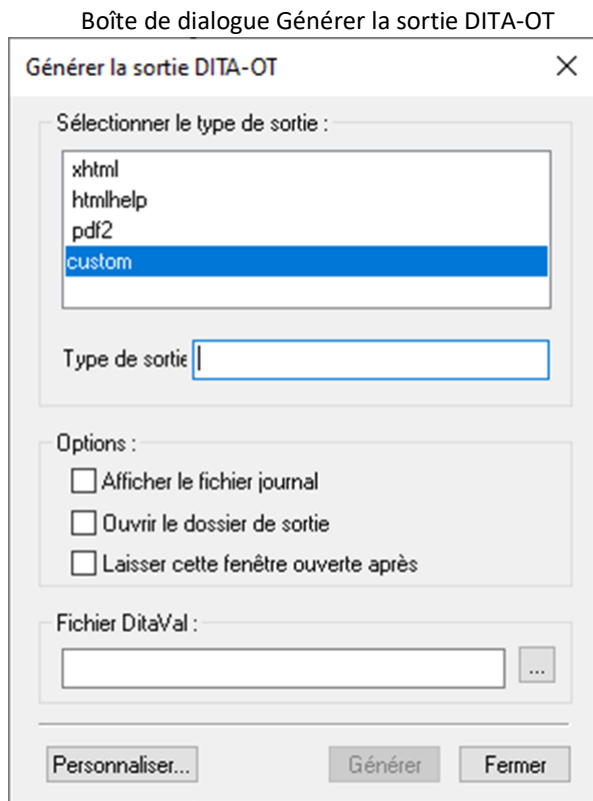 Boîte de dialogue Générer la sortie DITA-OT
Générer la sortie DITA-OT
Sélectionner le type de sortie :
xhtml
htmlhelp
pdf2
custom
Type de sortie
Options :
Afficher le fichier journal
Ouvrir le dossier de sortie
Laisser cette fenêtre ouverte après
Fichier DitaVal :
...
Personnaliser... Générer Fermer